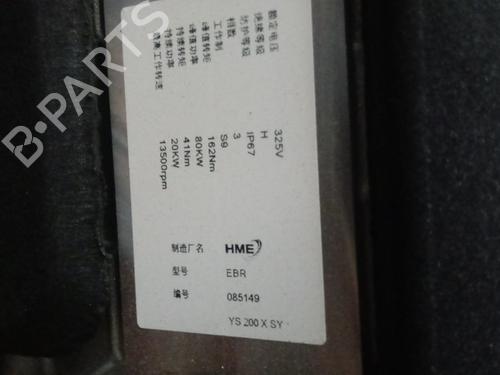 额定电压 325V
绝缘等级 H
防护等级 IP67
相数 3
工作制 S9
峰值转矩 162Nm
峰值功率 80KW
持续转矩 41Nm
持续功率 20KW
最高工作转速 13500rpm
制造厂名 HME
型号 EBR
编号 085149
YS 200 X SY
B-PARTS